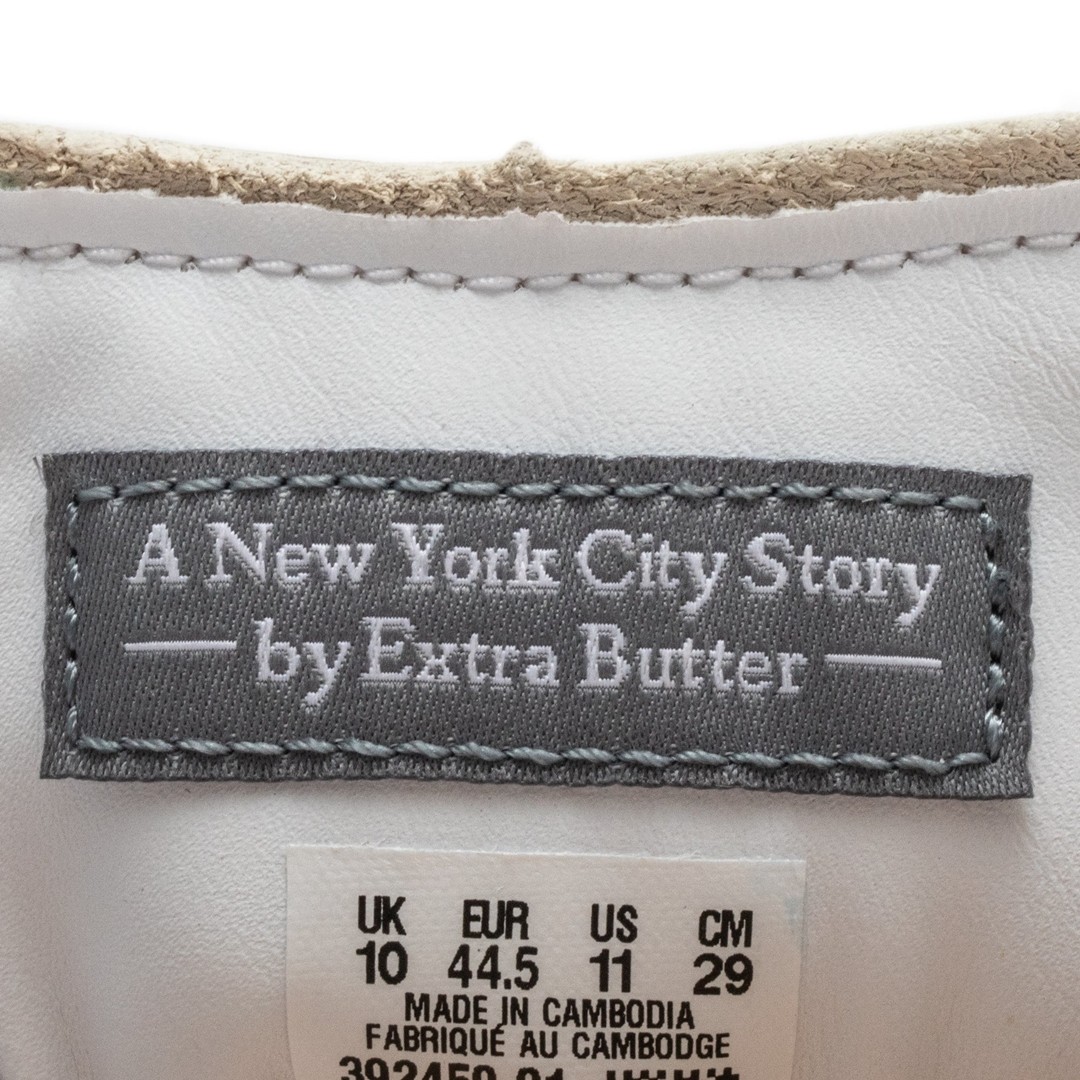 A New York City Story
by Extra Butter
UK EUR US CM
10 44.5 11 29
MADE IN CAMBODIA
FABRIQUÉ AU CAMBODGE